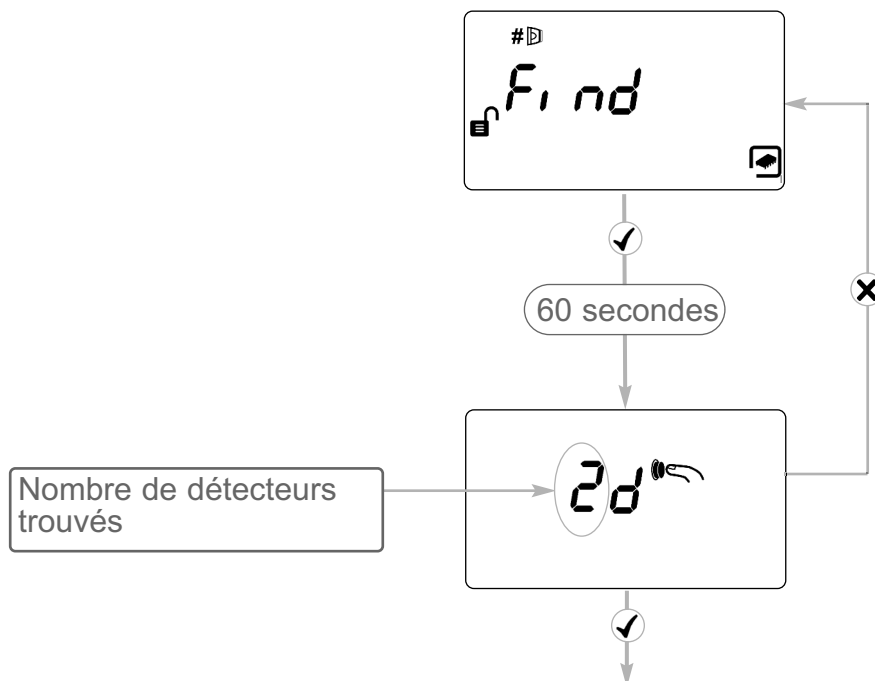 #
Find
60 secondes
2d
Nombre de détecteurs
trouvés